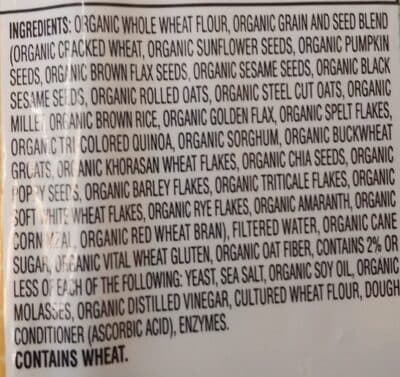 INGREDIENTS: ORGANIC WHOLE WHEAT FLOUR, ORGANIC GRAIN AND SEED BLEND
(ORGANIC CRACKED WHEAT, ORGANIC SUNFLOWER SEEDS, ORGANIC PUMPKIN
SEEDS, ORGANIC BROWN FLAX SEEDS, ORGANIC SESAME SEEDS, ORGANIC BLACK
SESAME SEEDS, ORGANIC ROLLED OATS, ORGANIC STEEL CUT OATS, ORGANIC
MILLET, ORGANIC BROWN RICE, ORGANIC GOLDEN FLAX, ORGANIC SPELT FLAKES,
ORGANIC TRI COLORED QUINOA, ORGANIC SORGHUM, ORGANIC BUCKWHEAT
GROATS, ORGANIC KHORASAN WHEAT FLAKES, ORGANIC CHIA SEEDS, ORGANIC
POPPY SEEDS, ORGANIC BARLEY FLAKES, ORGANIC TRITICALE FLAKES, ORGANIC
SOFT WHITE WHEAT FLAKES, ORGANIC RYE FLAKES, ORGANIC AMARANTH, ORGANIC
CORN MEAL, ORGANIC RED WHEAT BRAN), FILTERED WATER, ORGANIC CANE
SUGAR, ORGANIC VITAL WHEAT GLUTEN, ORGANIC OAT FIBER, CONTAINS 2% OR
LESS OF EACH OF THE FOLLOWING: YEAST, SEA SALT, ORGANIC SOY OIL, ORGANIC
MOLASSES, ORGANIC DISTILLED VINEGAR, CULTURED WHEAT FLOUR, DOUGH
CONDITIONER (ASCORBIC ACID), ENZYMES.
CONTAINS WHEAT.